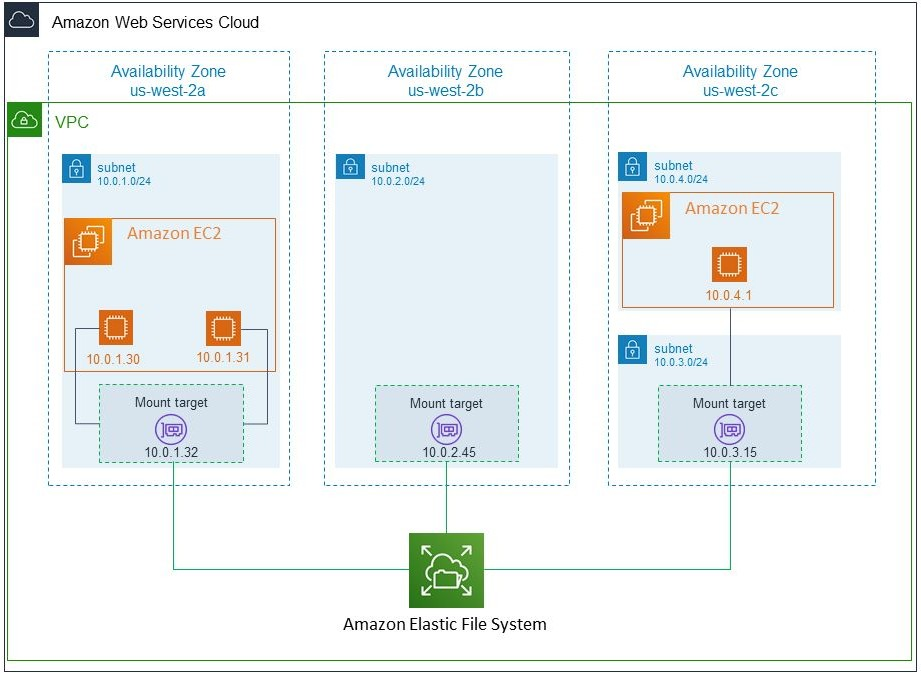 Amazon Web Services Cloud
Availability Zone
us-west-2a
Availability Zone
us-west-2b
Availability Zone
us-west-2c
VPC
subnet
10.0.1.0/24
Amazon EC2
10.0.1.30
10.0.1.31
Mount target
10.0.1.32
subnet
10.0.2.0/24
Mount target
10.0.2.45
subnet
10.0.4.0/24
Amazon EC2
10.0.4.1
subnet
10.0.3.0/24
Mount target
10.0.3.15
Amazon Elastic File System